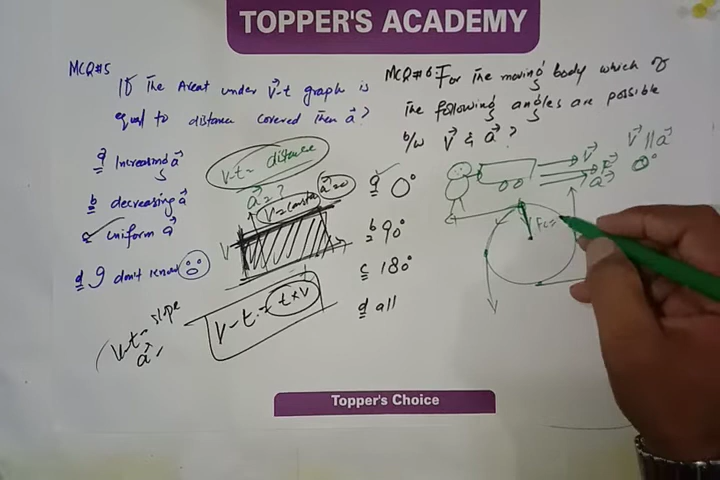 TOPPER'S ACADEMY
MCQ#5
If The Areat under V-t graph is
equal to distance covered Then a?
a Increasing a
b decreasing a
c uniform a
d I don't know
V-t= distance
a=?
V=constan a=0
V
V-t = t×V
V-t= slope
a=
MCQ#6: For The moving body which of
The following angles are possible
b/w V & a?
a 0°
b 90°
c 180°
d all
V
F
a
V || a
0°
Fc=
Topper's Choice